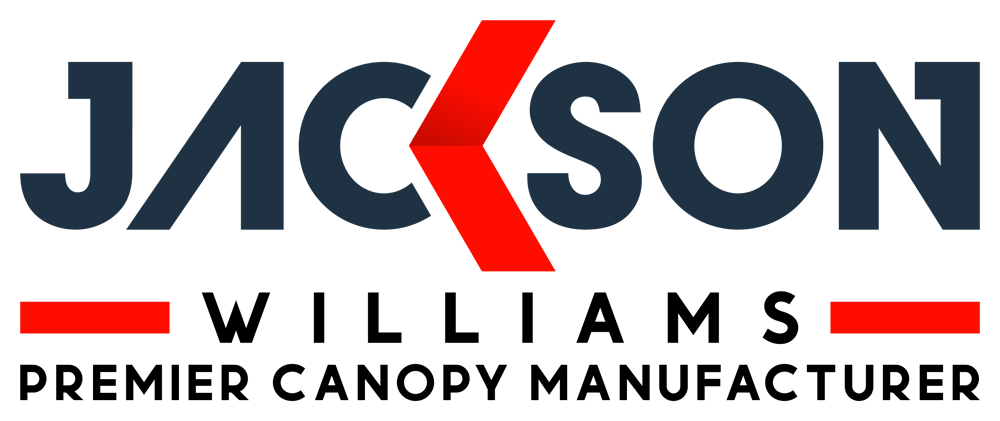 JACKSON
WILLIAMS
PREMIER CANOPY MANUFACTURER